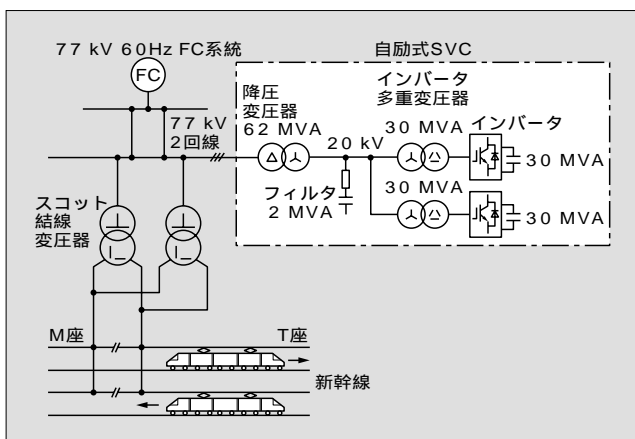 77 kV 60Hz FC系統
FC
自励式SVC
降圧
変圧器
62 MVA
インバータ
多重変圧器
77 kV
2回線
20 kV
30 MVA
インバータ
30 MVA
フィルタ
2 MVA
30 MVA
30 MVA
スコット
結線
変圧器
M座
T座
新幹線